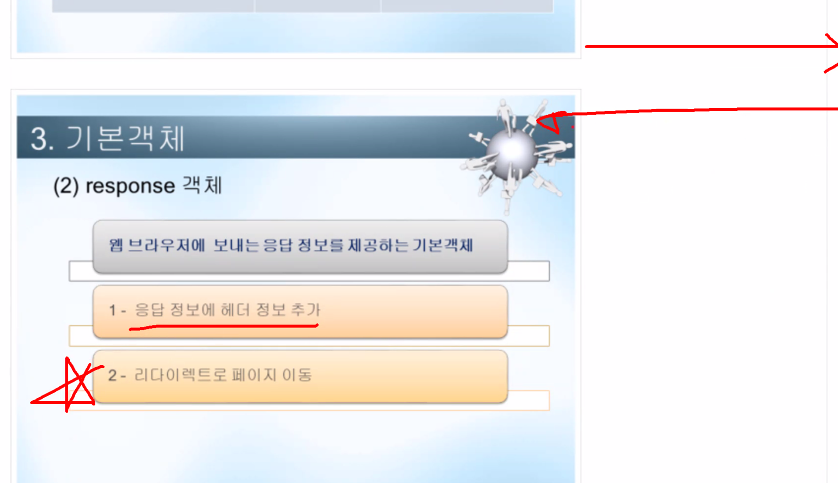 3. 기본객체
(2) response 객체
웹 브라우저에 보내는 응답 정보를 제공하는 기본객체
1 - 응답 정보에 헤더 정보 추가
2 - 리다이렉트로 페이지 이동